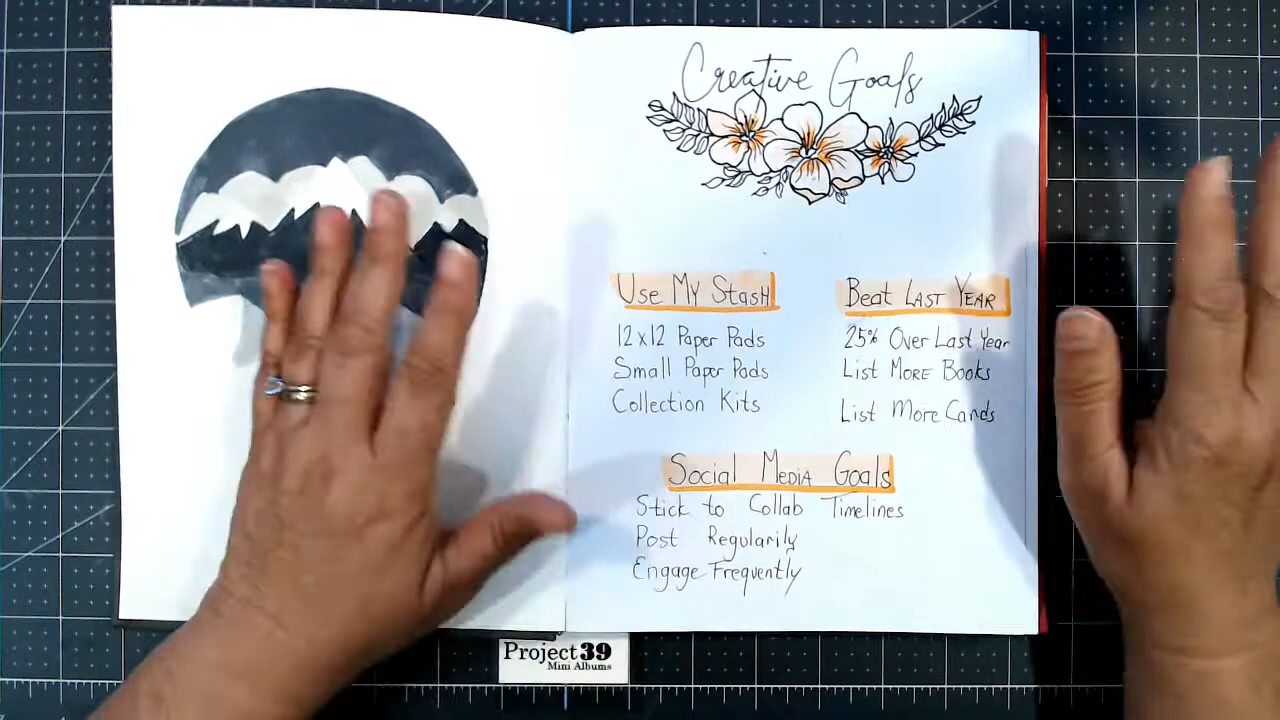 Creative Goals
Use My Stash
12x12 Paper Pads
Small Paper Pads
Collection Kits
Beat Last Year
25% Over Last Year
List More Books
List More Cards
Social Media Goals
Stick to Collab Timelines
Post Regularily
Engage Frequently
Project39
Mini Albums